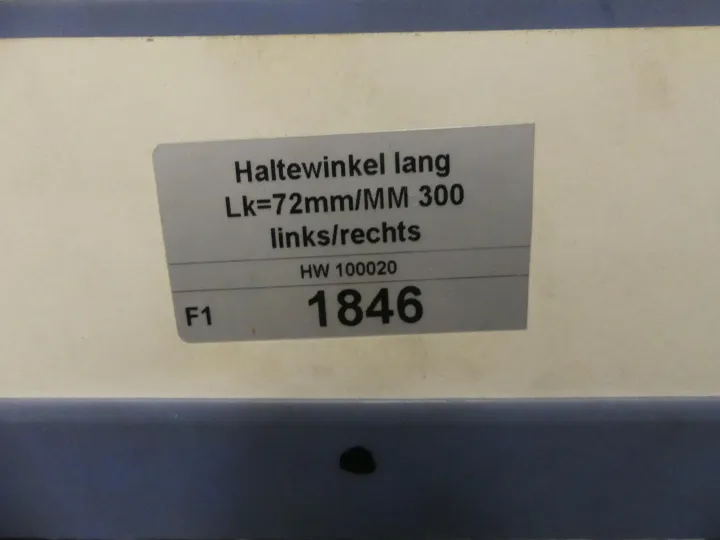 Haltewinkel lang
Lk=72mm/MM 300
links/rechts
HW 100020
F1 1846